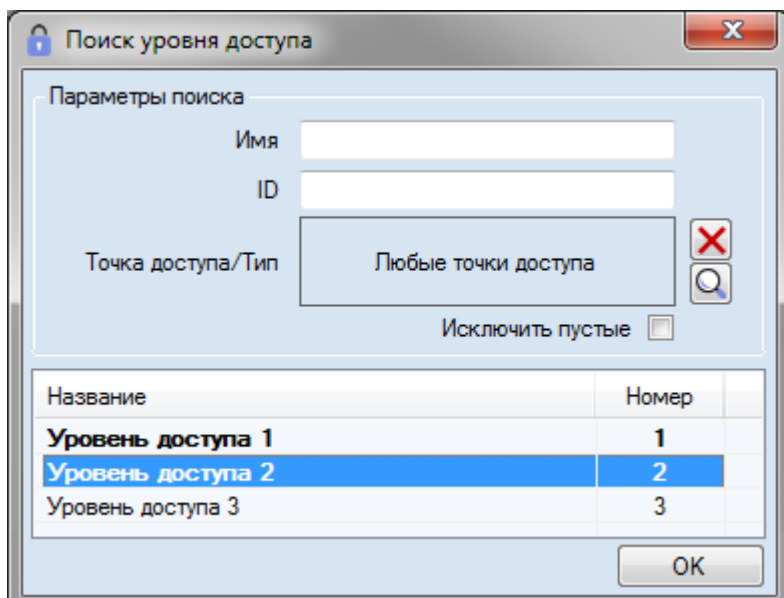 Поиск уровня доступа
Параметры поиска
Имя
ID
Точка доступа/Тип Любые точки доступа
Исключить пустые
Название Номер
Уровень доступа 1 1
Уровень доступа 2 2
Уровень доступа 3 3
OK